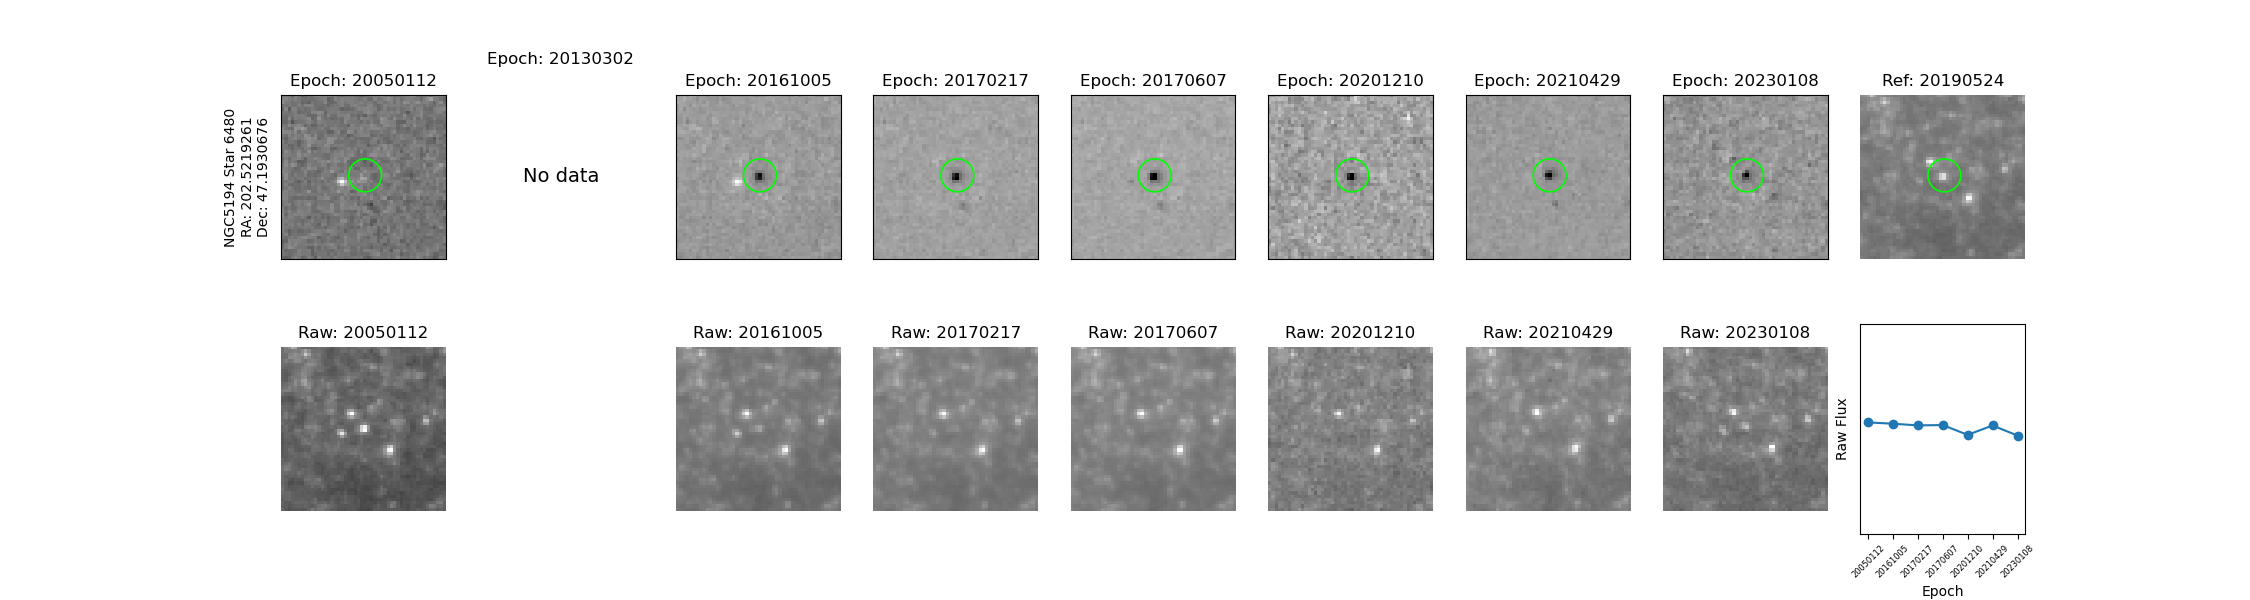 Epoch: 20130302
Epoch: 20050112
Epoch: 20161005
Epoch: 20170217
Epoch: 20170607
Epoch: 20201210
Epoch: 20210429
Epoch: 20230108
Ref: 20190524
NGC5194 Star 6480
RA: 202.5219261
Dec: 47.1930676
No data
Raw: 20050112
Raw: 20161005
Raw: 20170217
Raw: 20170607
Raw: 20201210
Raw: 20210429
Raw: 20230108
Raw Flux
20050112
20161005
20170217
20170607
20201210
20210429
20230108
Epoch